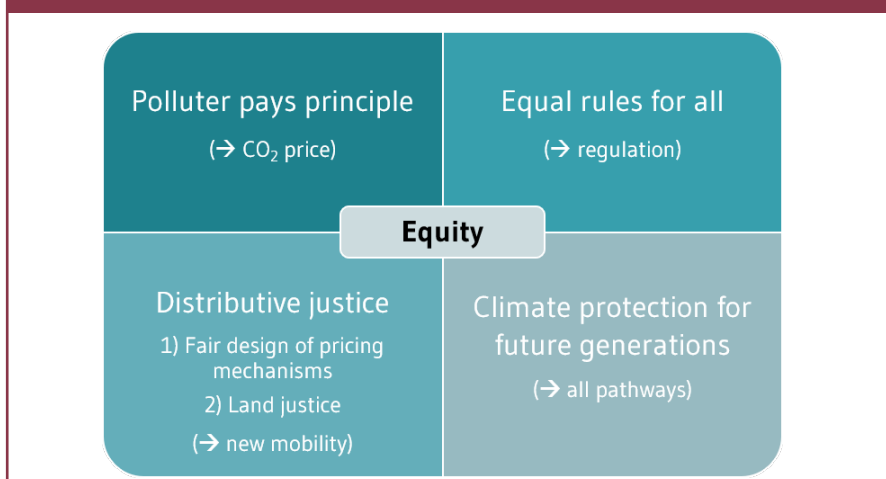 Polluter pays principle
(→ CO₂ price)
Equal rules for all
(→ regulation)
Equity
Distributive justice
1) Fair design of pricing
mechanisms
2) Land justice
(→ new mobility)
Climate protection for
future generations
(→ all pathways)